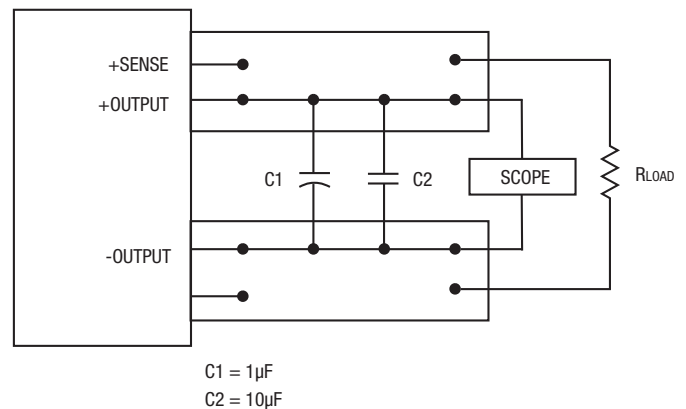 +SENSE
+OUTPUT
C1
C2
SCOPE
RLOAD
-OUTPUT
C1 = 1µF
C2 = 10µF